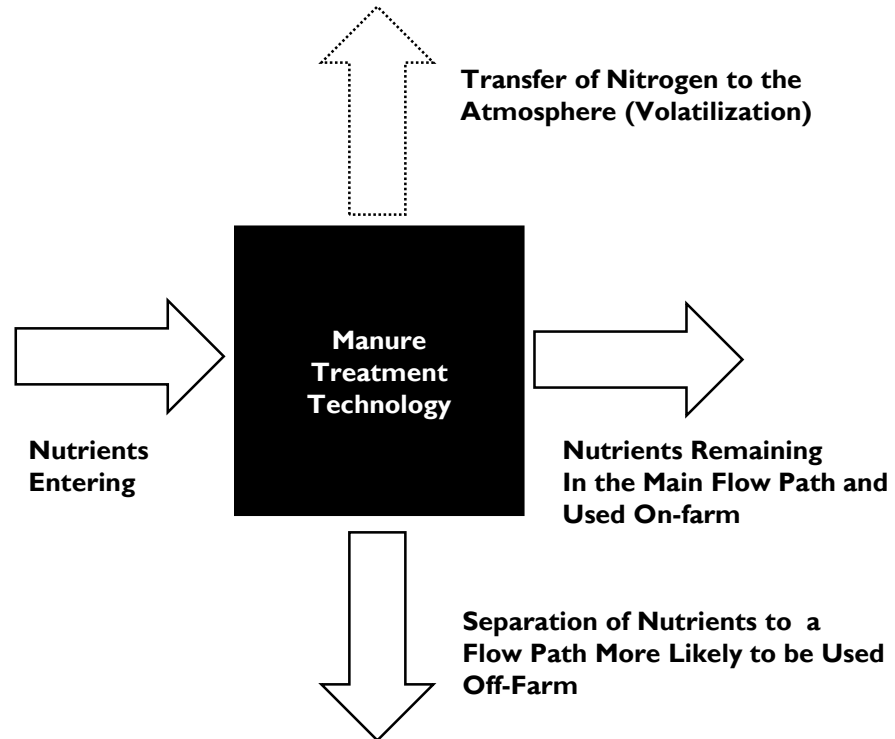 Transfer of Nitrogen to the
Atmosphere (Volatilization)
Manure
Treatment
Technology
Nutrients
Entering
Nutrients Remaining
In the Main Flow Path and
Used On-farm
Separation of Nutrients to a
Flow Path More Likely to be Used
Off-Farm